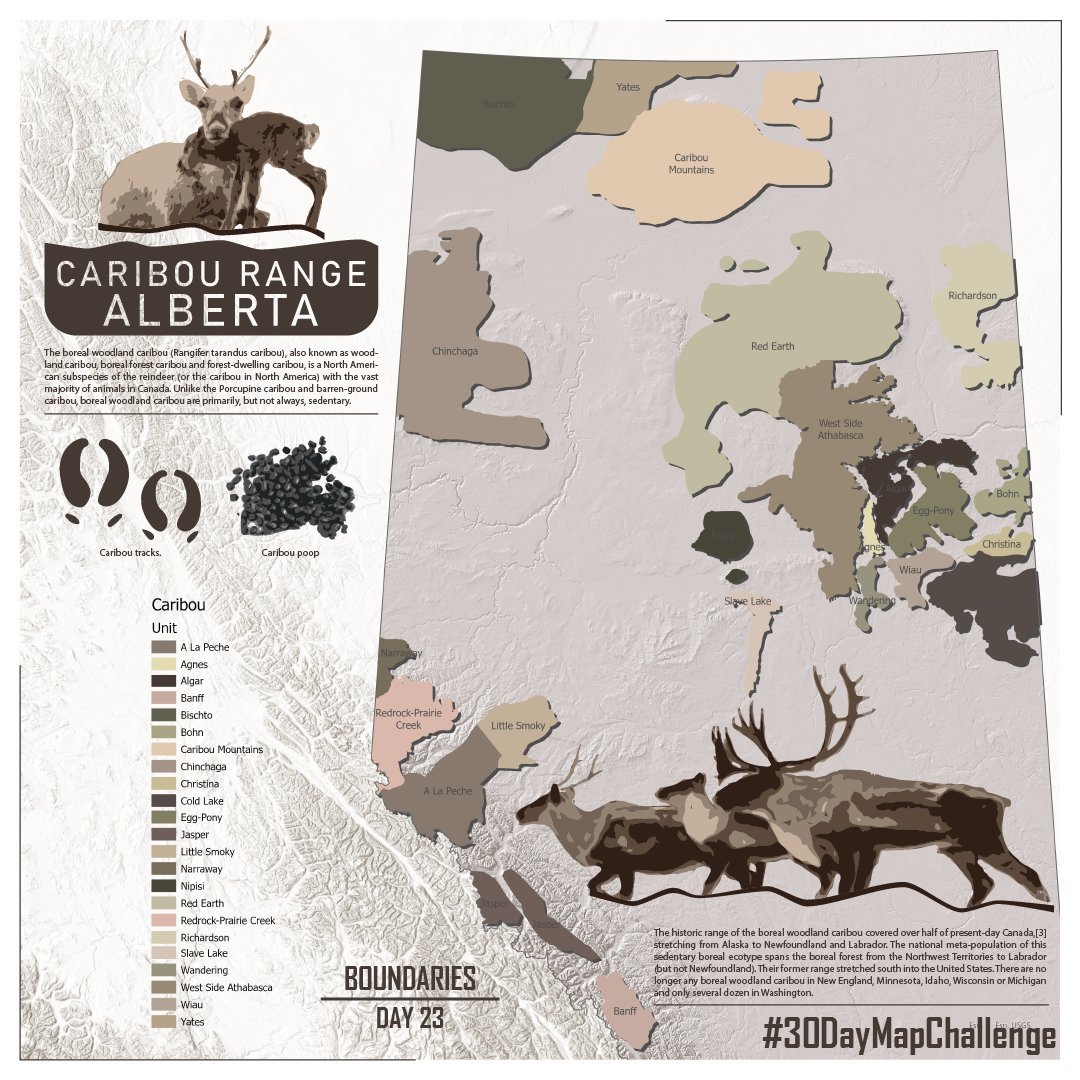 CARIBOU RANGE
ALBERTA
The boreal woodland caribou (Rangifer tarandus caribou), also known as wood-
land caribou, boreal forest caribou and forest-dwelling caribou, is a North Ameri-
can subspecies of the reindeer (or the caribou in North America) with the vast
majority of animals in Canada. Unlike the Porcupine caribou and barren-ground
caribou, boreal woodland caribou are primarily, but not always, sedentary.
Caribou tracks.
Caribou poop
Caribou
Unit
A La Peche
Agnes
Algar
Banff
Bischto
Bohn
Caribou Mountains
Chinchaga
Christina
Cold Lake
Egg-Pony
Jasper
Little Smoky
Narraway
Nipisi
Red Earth
Redrock-Prairie Creek
Richardson
Slave Lake
Wandering
West Side Athabasca
Wiau
Yates
Bischto
Yates
Caribou
Mountains
Chinchaga
Red Earth
Richardson
West Side
Athabasca
Algar
Egg-Pony
Bohn
Nipisi
Agnes
Christina
Wiau
Slave Lake
Wandering
Narraway
Redrock-Prairie
Creek
Little Smoky
A La Peche
Jasper
Jasper
Banff
The historic range of the boreal woodland caribou covered over half of present-day Canada,[3]
stretching from Alaska to Newfoundland and Labrador. The national meta-population of this
sedentary boreal ecotype spans the boreal forest from the Northwest Territories to Labrador
(but not Newfoundland). Their former range stretched south into the United States. There are no
longer any boreal woodland caribou in New England, Minnesota, Idaho, Wisconsin or Michigan
and only several dozen in Washington.
BOUNDARIES
DAY 23
Esri, USGS
#30DayMapChallenge